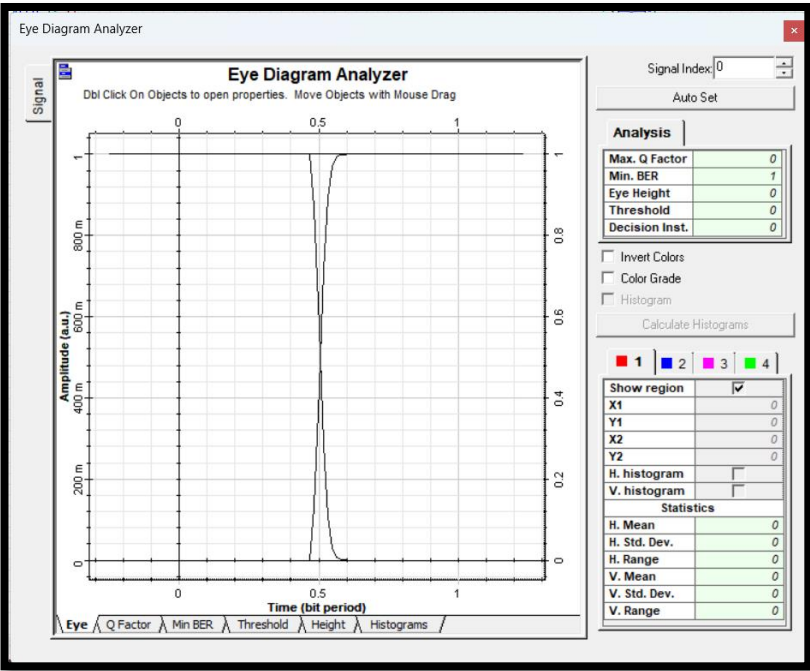 Eye Diagram Analyzer
Signal Index: 0
Auto Set
Signal
Eye Diagram Analyzer
Dbl Click On Objects to open properties. Move Objects with Mouse Drag
0 0.5 1
1 1
800 m 0.8
600 m 0.6
400 m 0.4
200 m 0.2
0 0
Amplitude (a.u.)
0 0.5 1
Time (bit period)
Eye Q Factor Min BER Threshold Height Histograms
Analysis
Max. Q Factor 0
Min. BER 1
Eye Height 0
Threshold 0
Decision Inst. 0
Invert Colors
Color Grade
Histogram
Calculate Histograms
1 2 3 4
Show region
X1 0
Y1 0
X2 0
Y2 0
H. histogram
V. histogram
Statistics
H. Mean 0
H. Std. Dev. 0
H. Range 0
V. Mean 0
V. Std. Dev. 0
V. Range 0